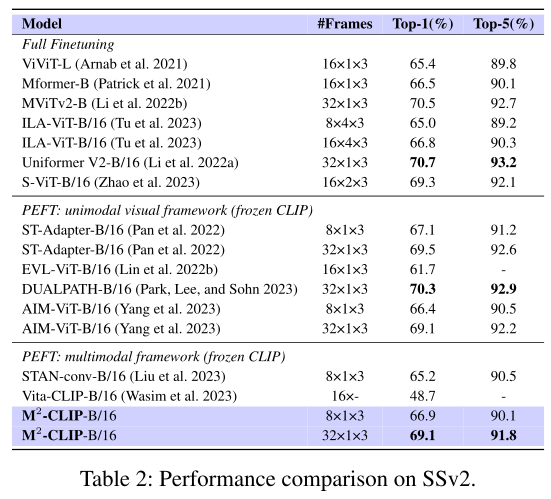 Model #Frames Top-1(%) Top-5(%)
Full Finetuning
ViViT-L (Arnab et al. 2021) 16×1×3 65.4 89.8
Mformer-B (Patrick et al. 2021) 16×1×3 66.5 90.1
MViTv2-B (Li et al. 2022b) 32×1×3 70.5 92.7
ILA-ViT-B/16 (Tu et al. 2023) 8×4×3 65.0 89.2
ILA-ViT-B/16 (Tu et al. 2023) 16×4×3 66.8 90.3
Uniformer V2-B/16 (Li et al. 2022a) 32×1×3 70.7 93.2
S-ViT-B/16 (Zhao et al. 2023) 16×2×3 69.3 92.1
PEFT: unimodal visual framework (frozen CLIP)
ST-Adapter-B/16 (Pan et al. 2022) 8×1×3 67.1 91.2
ST-Adapter-B/16 (Pan et al. 2022) 32×1×3 69.5 92.6
EVL-ViT-B/16 (Lin et al. 2022b) 16×1×3 61.7 -
DUALPATH-B/16 (Park, Lee, and Sohn 2023) 32×1×3 70.3 92.9
AIM-ViT-B/16 (Yang et al. 2023) 8×1×3 66.4 90.5
AIM-ViT-B/16 (Yang et al. 2023) 32×1×3 69.1 92.2
PEFT: multimodal framework (frozen CLIP)
STAN-conv-B/16 (Liu et al. 2023) 8×1×3 65.2 90.5
Vita-CLIP-B/16 (Wasim et al. 2023) 16×- 48.7 -
M²-CLIP-B/16 8×1×3 66.9 90.1
M²-CLIP-B/16 32×1×3 69.1 91.8
Table 2: Performance comparison on SSv2.